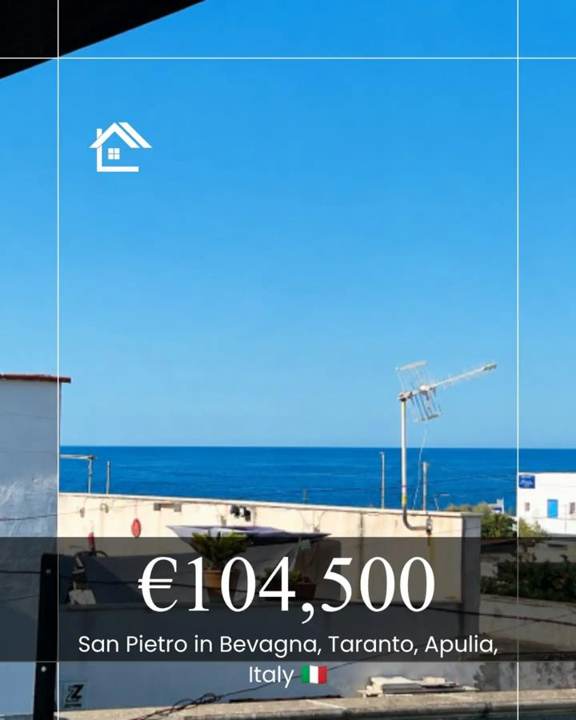 €104,500
San Pietro in Bevagna, Taranto, Apulia,
Italy 🇮🇹